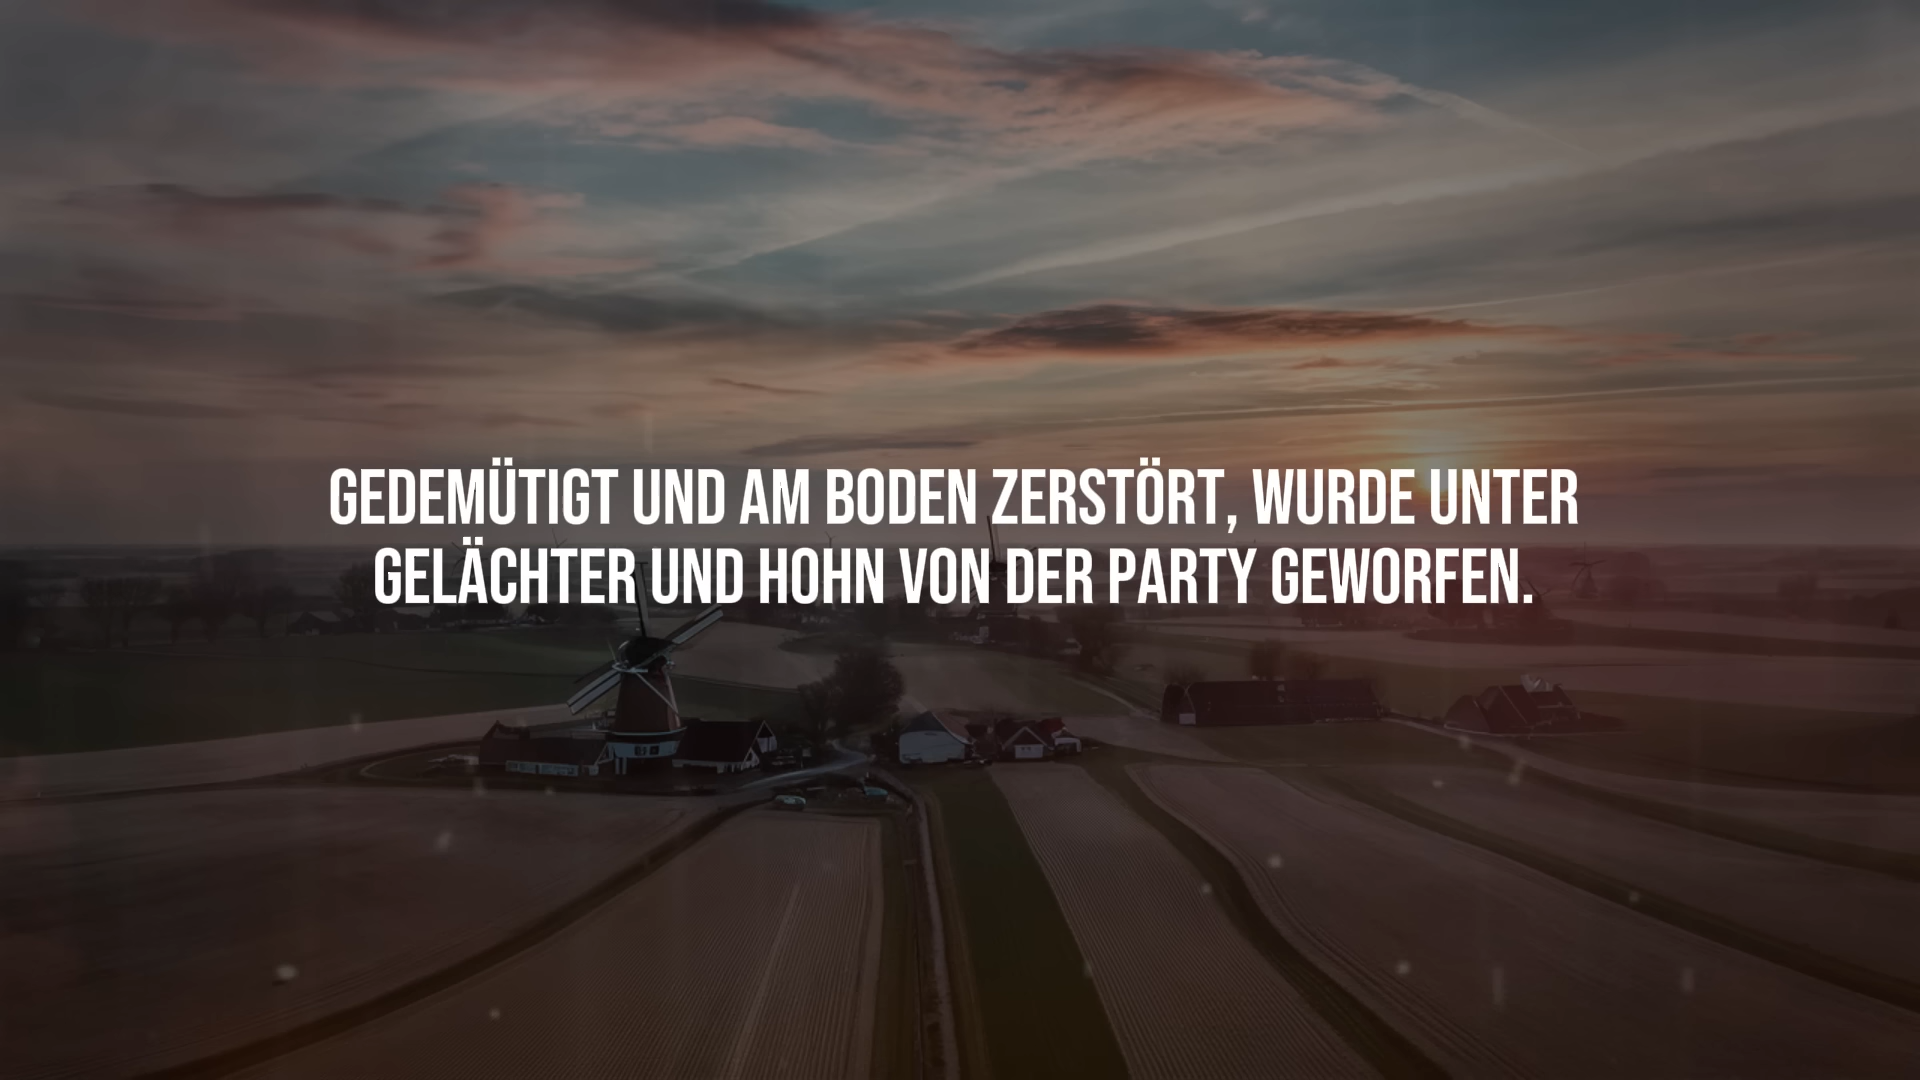 GEDEMÜTIGT UND AM BODEN ZERSTÖRT, WURDE UNTER
GELÄCHTER UND HOHN VON DER PARTY GEWORFEN.